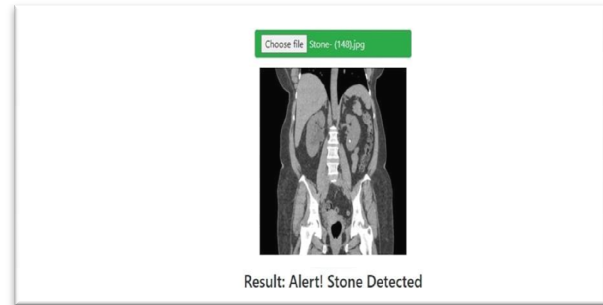 Choose file Stone- (148).jpg
Result: Alert! Stone Detected